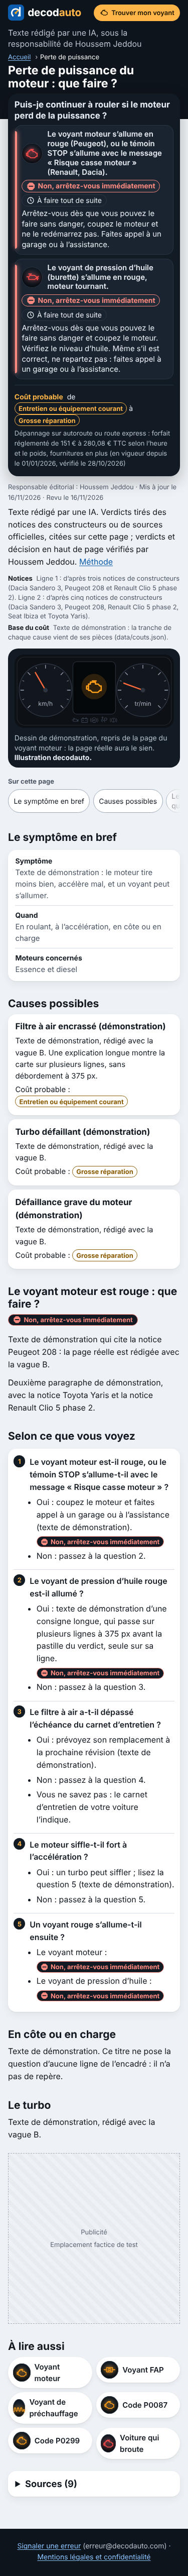 decodauto
Trouver mon voyant
Texte rédigé par une IA, sous la
responsabilité de Houssem Jeddou
Accueil › Perte de puissance
Perte de puissance du
moteur : que faire ?
Puis-je continuer à rouler si le moteur
perd de la puissance ?
Le voyant moteur s’allume en
rouge (Peugeot), ou le témoin
STOP s’allume avec le message
« Risque casse moteur »
(Renault, Dacia).
Non, arrêtez-vous immédiatement
À faire tout de suite
Arrêtez-vous dès que vous pouvez le
faire sans danger, coupez le moteur et
ne le redémarrez pas. Faites appel à un
garage ou à l’assistance.
Le voyant de pression d’huile
(burette) s’allume en rouge,
moteur tournant.
Non, arrêtez-vous immédiatement
À faire tout de suite
Arrêtez-vous dès que vous pouvez le
faire sans danger et coupez le moteur.
Vérifiez le niveau d’huile. Même s’il est
correct, ne repartez pas : faites appel à
un garage ou à l’assistance.
Coût probable de
Entretien ou équipement courant à
Grosse réparation
Dépannage sur autoroute ou route express : forfait
réglementé de 151 € à 280,08 € TTC selon l’heure
et le poids, fournitures en plus (en vigueur depuis
le 01/01/2026, vérifié le 28/10/2026)
Responsable éditorial : Houssem Jeddou · Mis à jour le
16/11/2026 · Revu le 16/11/2026
Texte rédigé par une IA. Verdicts tirés des
notices des constructeurs ou de sources
officielles, citées sur cette page ; verdict et
décision en haut de page vérifiés par
Houssem Jeddou. Méthode
Notices Ligne 1 : d’après trois notices de constructeurs
(Dacia Sandero 3, Peugeot 208 et Renault Clio 5 phase
2). Ligne 2 : d’après cinq notices de constructeurs
(Dacia Sandero 3, Peugeot 208, Renault Clio 5 phase 2,
Seat Ibiza et Toyota Yaris).
Base du coût Texte de démonstration : la tranche de
chaque cause vient de ses pièces (data/couts.json).
km/h
tr/min
Dessin de démonstration, repris de la page du
voyant moteur : la page réelle aura le sien.
Illustration decodauto.
Sur cette page
Le symptôme en bref
Causes possibles
Le symptôme en bref
Symptôme
Texte de démonstration : le moteur tire
moins bien, accélère mal, et un voyant peut
s’allumer.
Quand
En roulant, à l’accélération, en côte ou en
charge
Moteurs concernés
Essence et diesel
Causes possibles
Filtre à air encrassé (démonstration)
Texte de démonstration, rédigé avec la
vague B. Une explication longue montre la
carte sur plusieurs lignes, sans
débordement à 375 px.
Coût probable :
Entretien ou équipement courant
Turbo défaillant (démonstration)
Texte de démonstration, rédigé avec la
vague B.
Coût probable : Grosse réparation
Défaillance grave du moteur
(démonstration)
Texte de démonstration, rédigé avec la
vague B.
Coût probable : Grosse réparation
Le voyant moteur est rouge : que
faire ?
Non, arrêtez-vous immédiatement
Texte de démonstration qui cite la notice
Peugeot 208 : la page réelle est rédigée avec
la vague B.
Deuxième paragraphe de démonstration,
avec la notice Toyota Yaris et la notice
Renault Clio 5 phase 2.
Selon ce que vous voyez
1 Le voyant moteur est-il rouge, ou le
témoin STOP s’allume-t-il avec le
message « Risque casse moteur » ?
• Oui : coupez le moteur et faites
appel à un garage ou à l’assistance
(texte de démonstration).
Non, arrêtez-vous immédiatement
• Non : passez à la question 2.
2 Le voyant de pression d’huile rouge
est-il allumé ?
• Oui : texte de démonstration d’une
consigne longue, qui passe sur
plusieurs lignes à 375 px avant la
pastille du verdict, seule sur sa
ligne.
Non, arrêtez-vous immédiatement
• Non : passez à la question 3.
3 Le filtre à air a-t-il dépassé
l’échéance du carnet d’entretien ?
• Oui : prévoyez son remplacement à
la prochaine révision (texte de
démonstration).
• Non : passez à la question 4.
• Vous ne savez pas : le carnet
d’entretien de votre voiture
l’indique.
4 Le moteur siffle-t-il fort à
l’accélération ?
• Oui : un turbo peut siffler ; lisez la
question 5 (texte de démonstration).
• Non : passez à la question 5.
5 Un voyant rouge s’allume-t-il
ensuite ?
• Le voyant moteur :
Non, arrêtez-vous immédiatement
• Le voyant de pression d’huile :
Non, arrêtez-vous immédiatement
En côte ou en charge
Texte de démonstration. Ce titre ne pose la
question d’aucune ligne de l’encadré : il n’a
pas de repère.
Le turbo
Texte de démonstration, rédigé avec la
vague B.
Publicité
Emplacement factice de test
À lire aussi
Voyant
moteur
Voyant FAP
Voyant de
préchauffage
Code P0087
Code P0299
Voiture qui
broute
Sources (9)
Signaler une erreur (erreur@decodauto.com) ·
Mentions légales et confidentialité